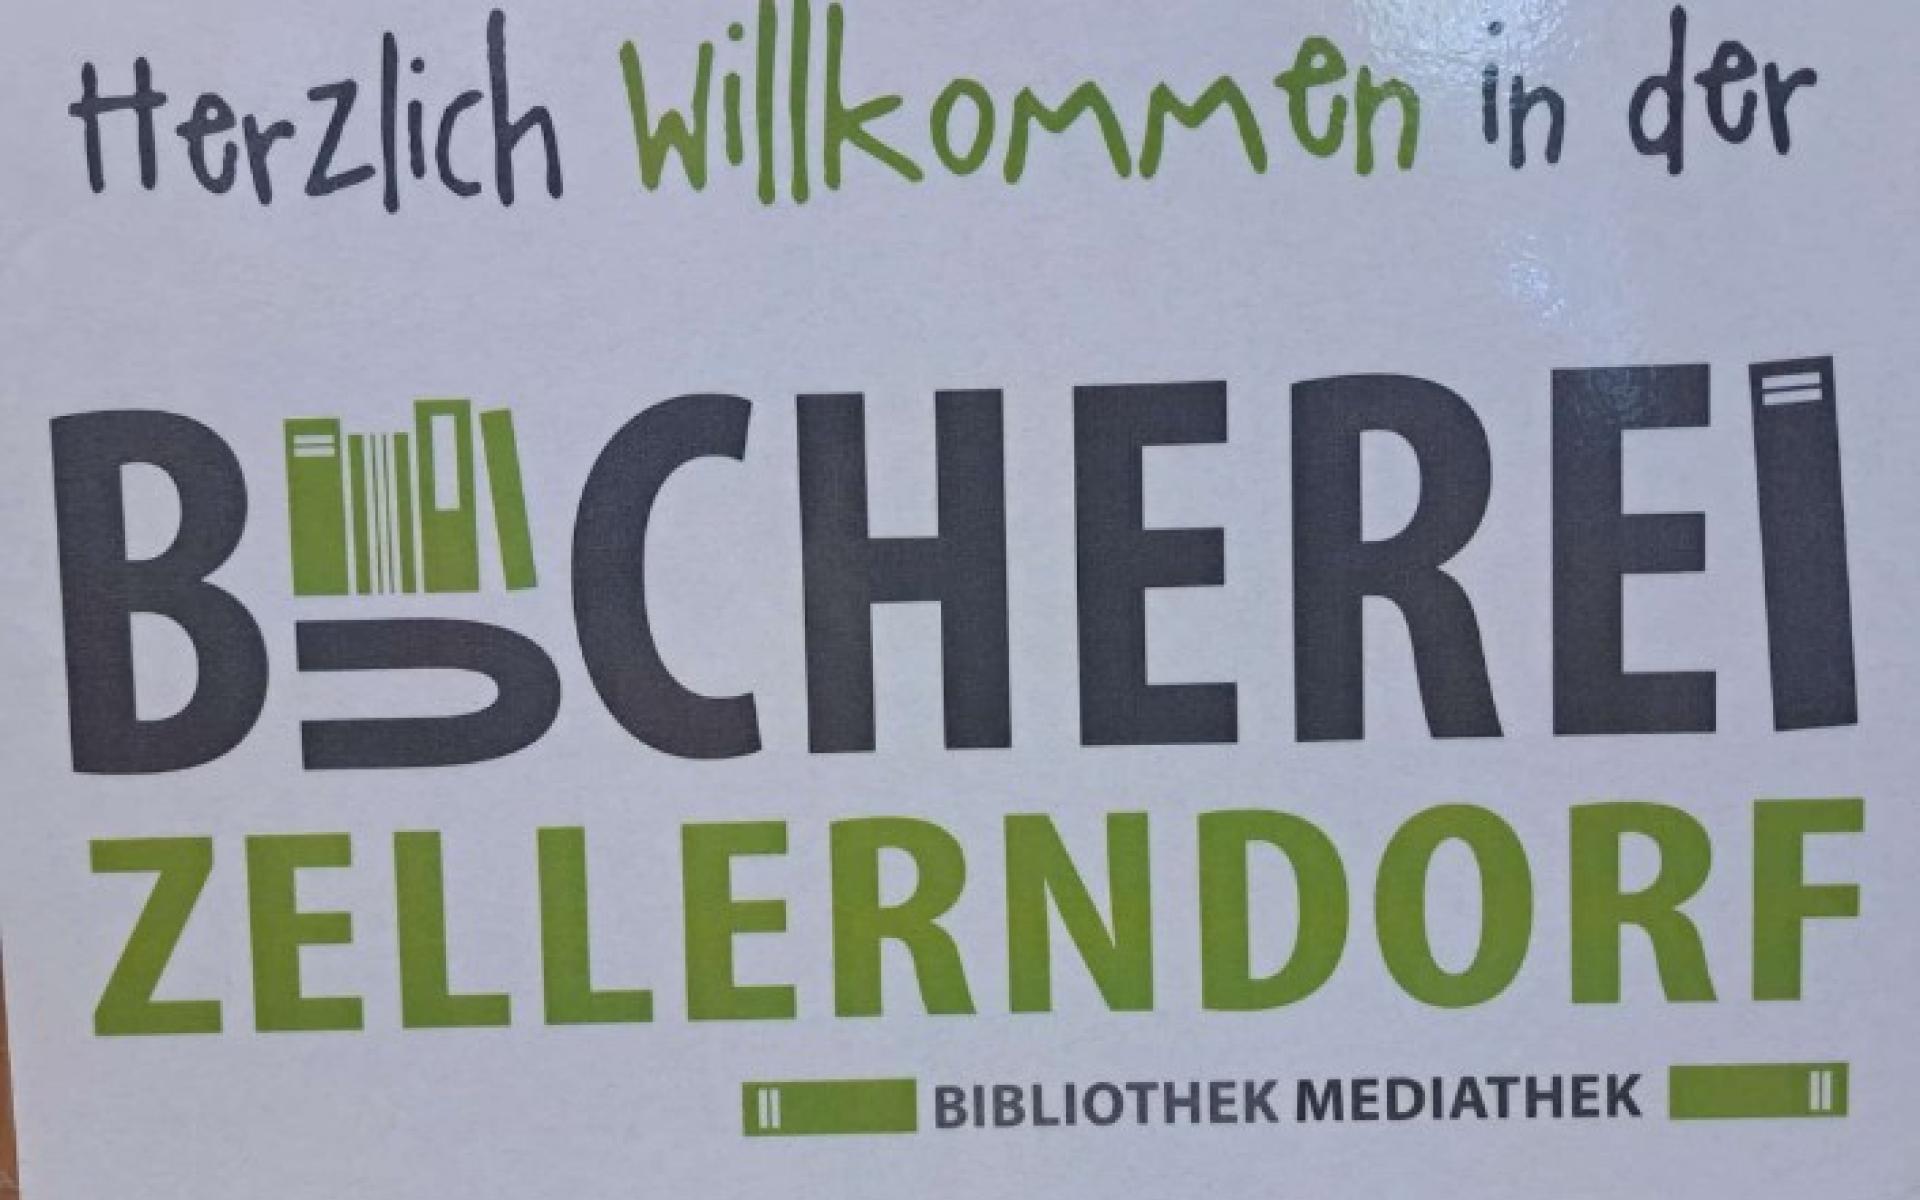 Herzlich Willkommen in der
BÜCHEREI
ZELLERNDORF
BIBLIOTHEK MEDIATHEK